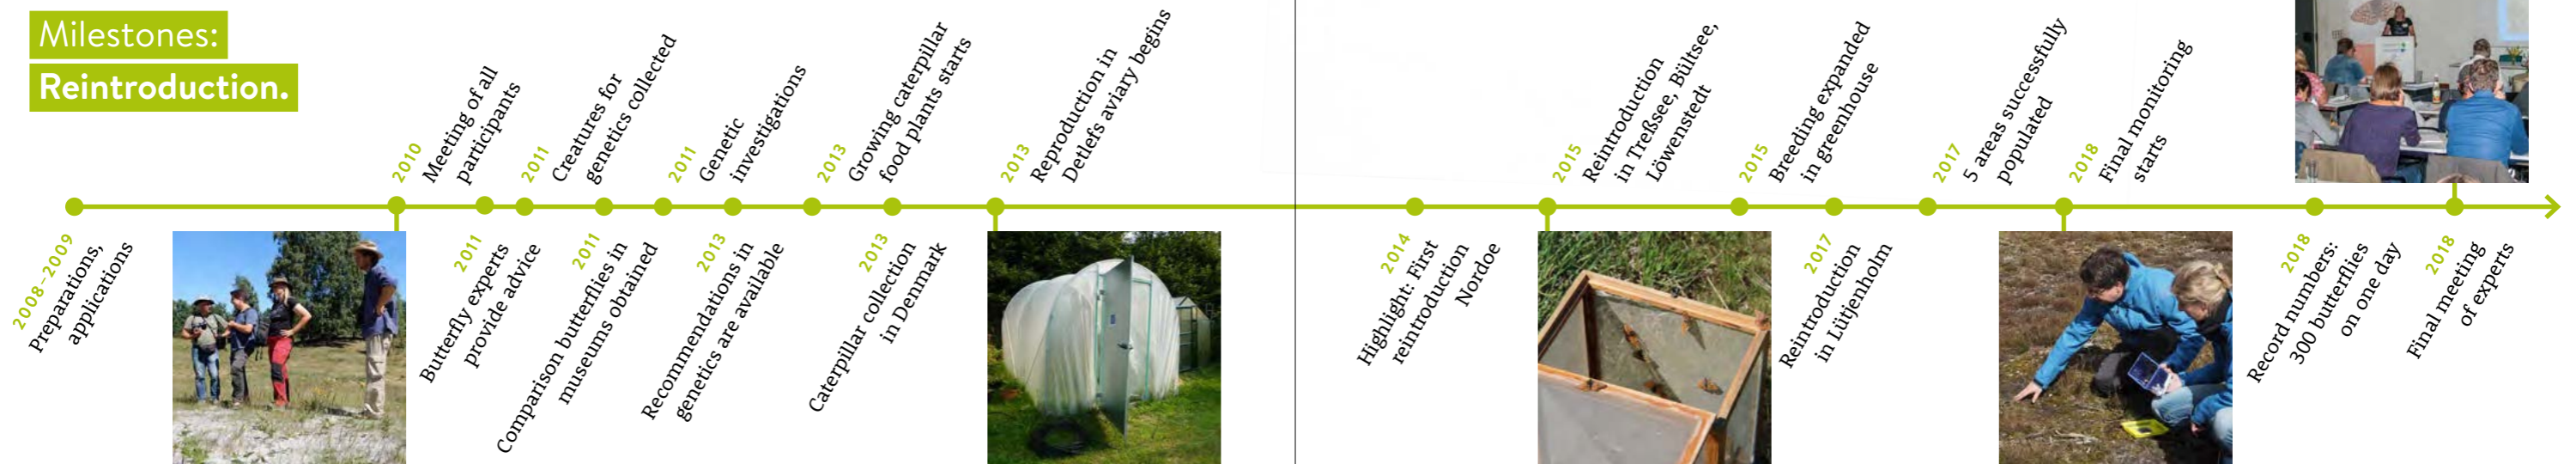 Milestones:
Reintroduction.
2008–2009
Preparations,
applications
2010
Meeting of all
participants
2011
Butterfly experts
provide advice
2011
Creatures for
genetics collected
2011
Comparison butterflies in
museums obtained
2011
Genetic
investigations
2013
Recommendations in
genetics are available
2013
Growing caterpillar
food plants starts
2013
Caterpillar collection
in Denmark
2013
Reproduction in
Detlefs aviary begins
2014
Highlight: First
reintroduction
Nordoe
2015
Reintroduction
in Treßsee, Bültsee,
Löwenstedt
2015
Breeding expanded
in greenhouse
2017
Reintroduction
in Lütjenholm
2017
5 areas successfully
populated
2018
Final monitoring
starts
2018
Record numbers:
300 butterflies
on one day
2018
Final meeting
of experts